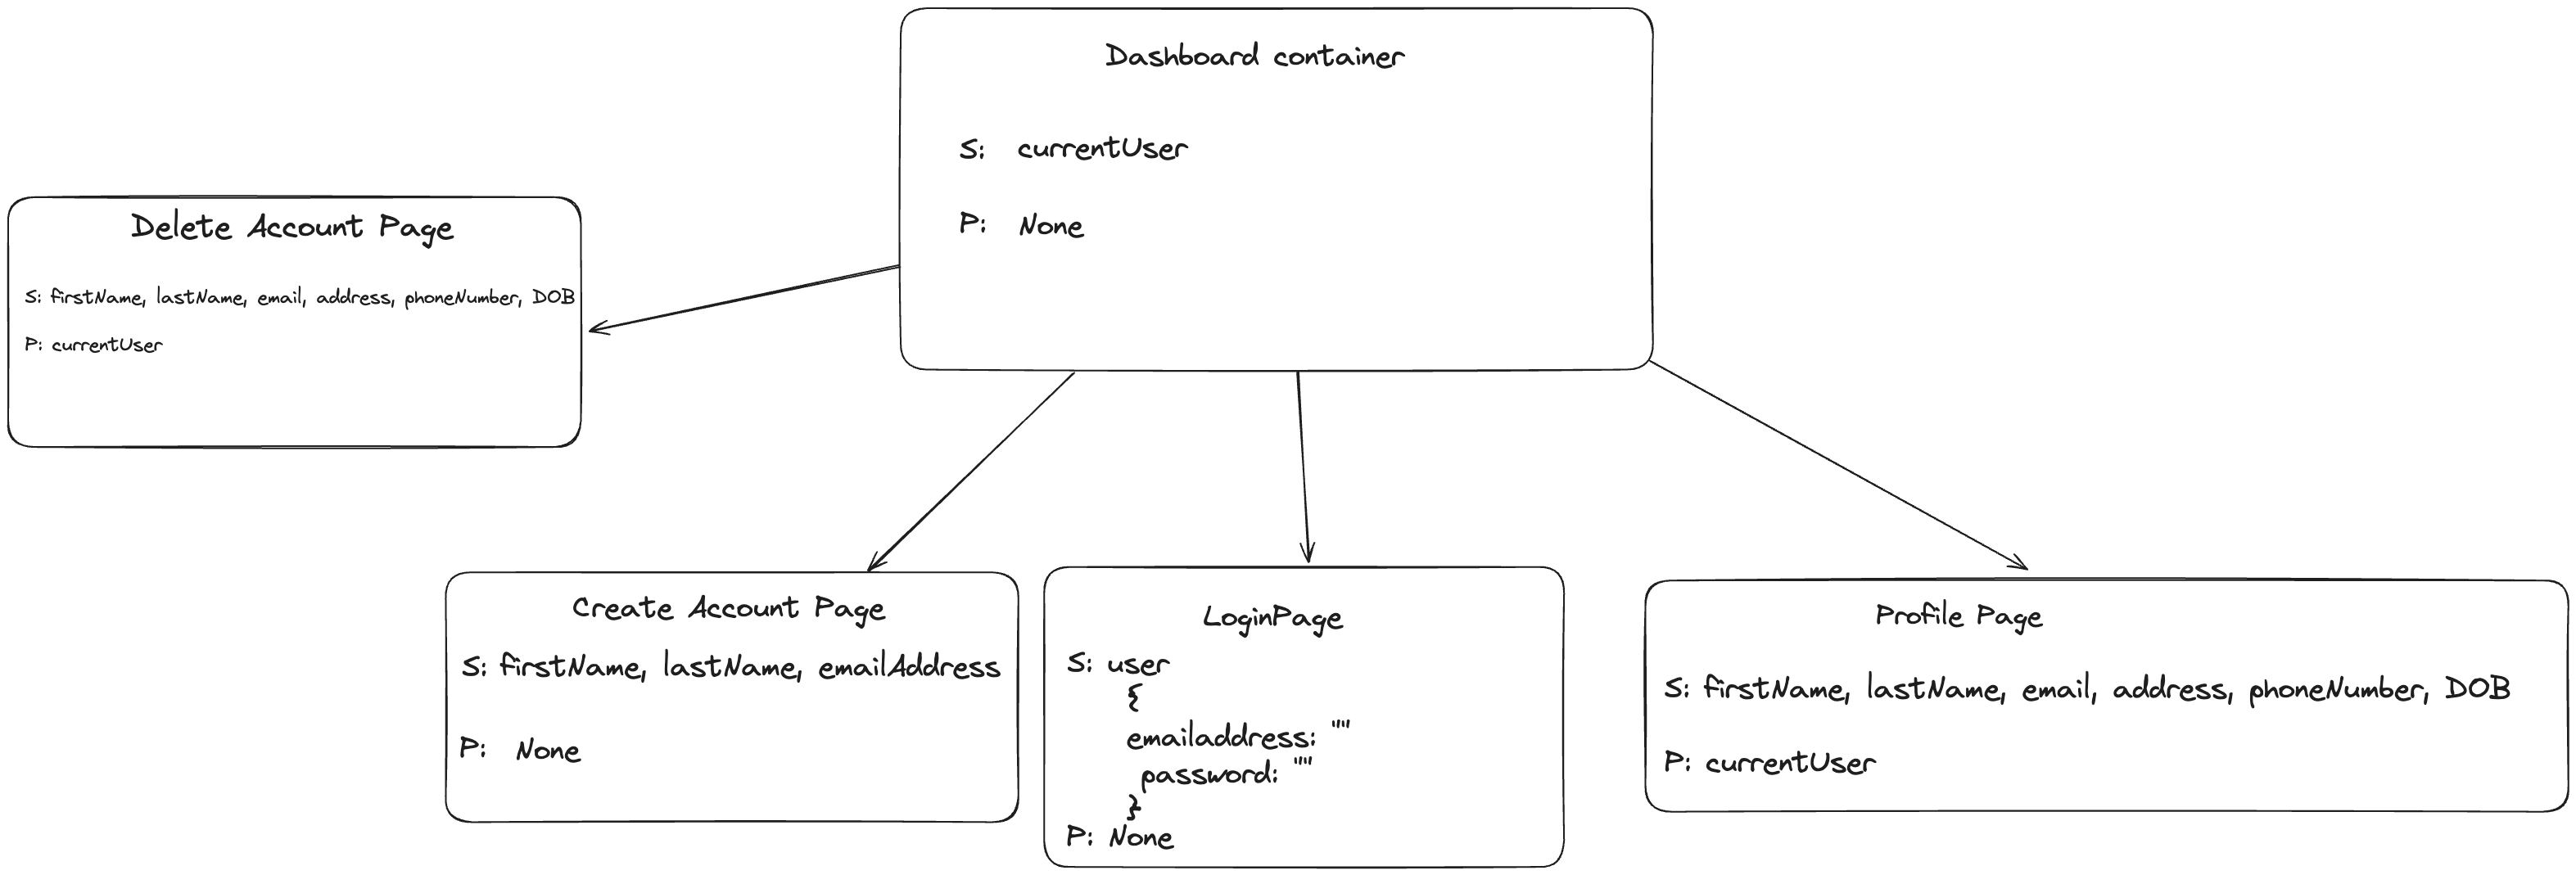 Dashboard container
S: currentUser
P: None
Delete Account Page
S: firstName, lastName, email, address, phoneNumber, DOB
P: currentUser
Create Account Page
S: firstName, lastName, emailAddress
P: None
LoginPage
S: user
{
emailaddress: ""
password: ""
}
P: None
Profile Page
S: firstName, lastName, email, address, phoneNumber, DOB
P: currentUser